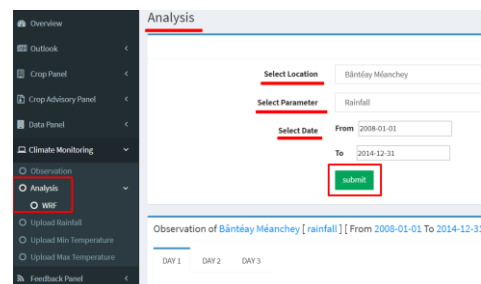 Overview
Outlook
Crop Panel
Crop Advisory Panel
Data Panel
Climate Monitoring
Observation
Analysis
WRF
Upload Rainfall
Upload Min Temperature
Upload Max Temperature
Feedback Panel
Analysis
Select Location Bântéay Méanchey
Select Parameter Rainfall
Select Date From 2008-01-01
To 2014-12-31
submit
Observation of Bântéay Méanchey [ rainfall ] [ From 2008-01-01 To 2014-12-31
DAY 1 DAY 2 DAY 3